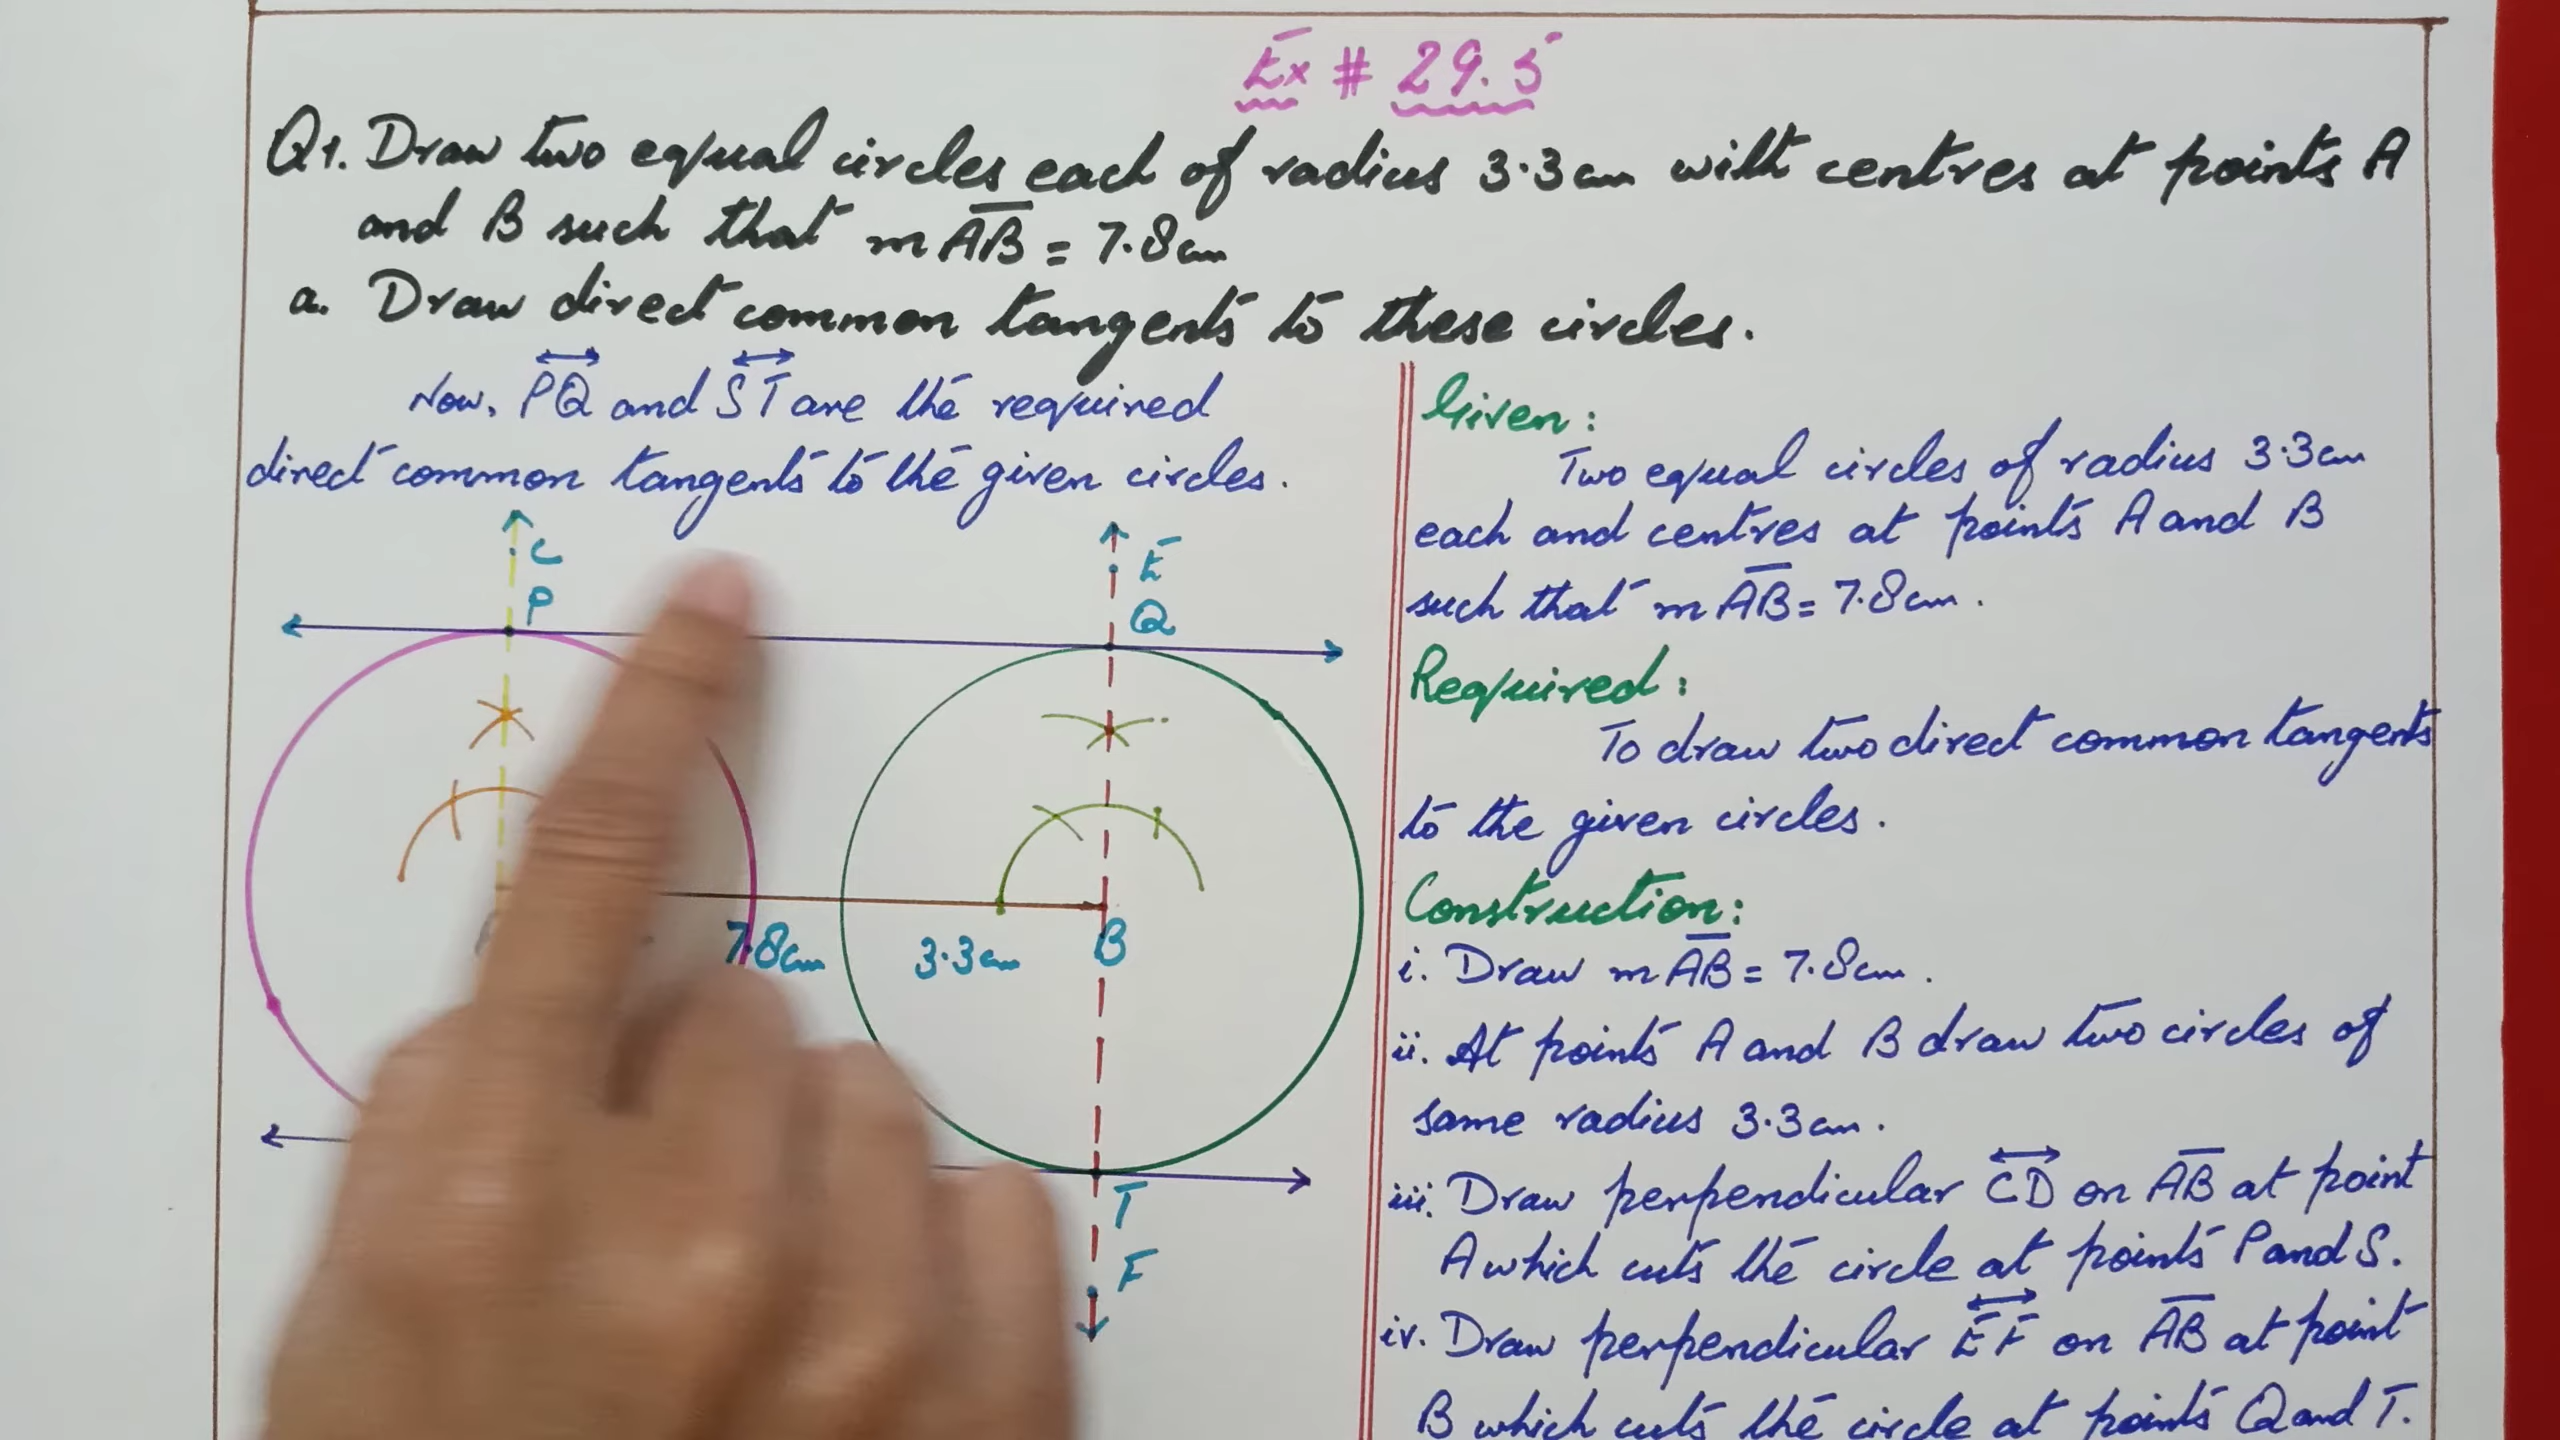 Ex # 29.5
Q1. Draw two equal circles each of radius 3.3cm with centres at points A
and B such that mAB = 7.8cm
a. Draw direct common tangents to these circles.
Now, PQ and ST are the required
direct common tangents to the given circles.
C
P
E
Q
7.8cm
3.3cm
B
T
F
Given:
Two equal circles of radius 3.3cm
each and centres at points A and B
such that mAB = 7.8cm.
Required:
To draw two direct common tangents
to the given circles.
Construction:
i. Draw mAB = 7.8cm.
ii. At points A and B draw two circles of
same radius 3.3cm.
iii. Draw perpendicular CD on AB at point
A which cuts the circle at points P and S.
iv. Draw perpendicular EF on AB at point
B which cuts the circle at points Q and T.